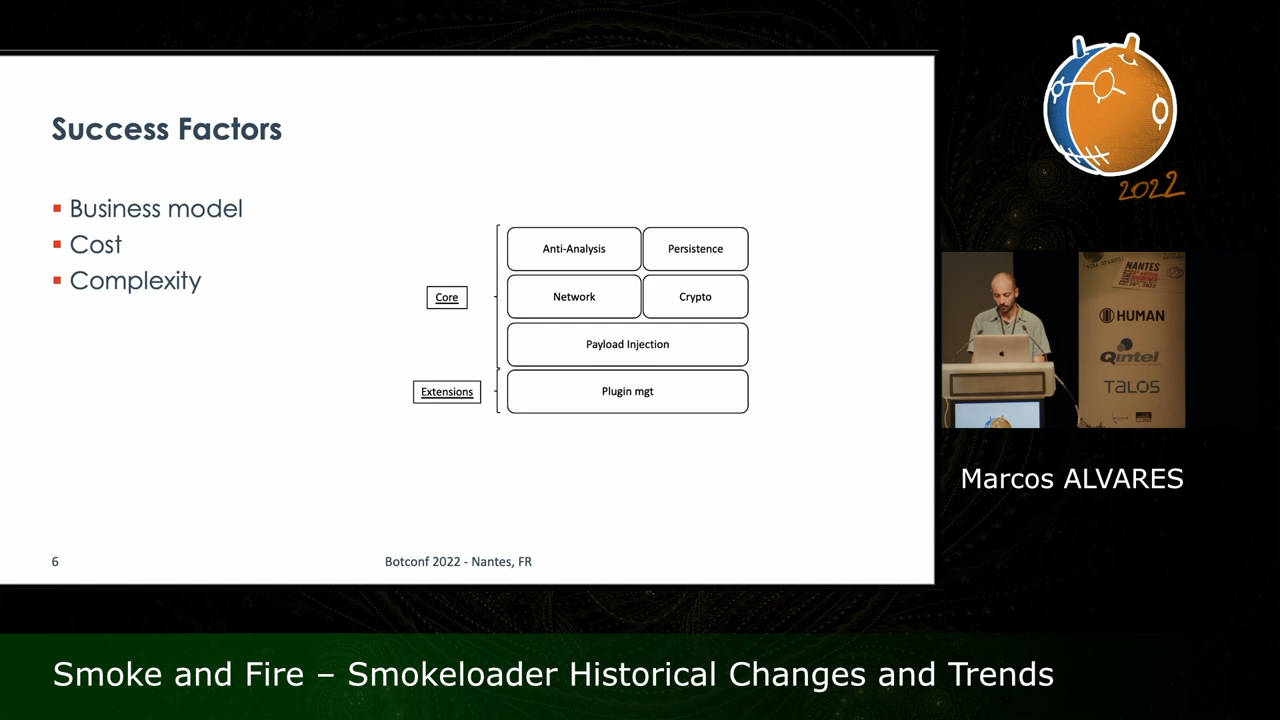 Success Factors
Business model
Cost
Complexity
Anti-Analysis
Persistence
Core
Network
Crypto
Payload Injection
Extensions
Plugin mgt
6
Botconf 2022 - Nantes, FR
2022
NANTES
HUMAN
Qintel
TALOS
Marcos ALVARES
Smoke and Fire – Smokeloader Historical Changes and Trends